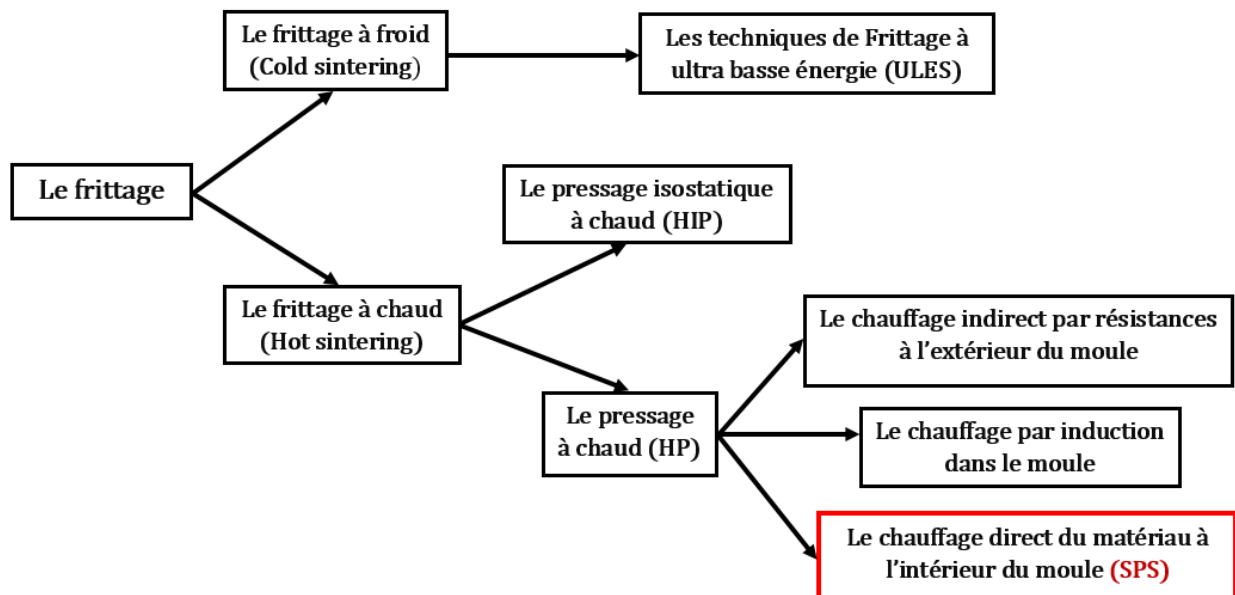 Le frittage à froid
(Cold sintering)
Les techniques de Frittage à
ultra basse énergie (ULES)
Le frittage
Le pressage isostatique
à chaud (HIP)
Le frittage à chaud
(Hot sintering)
Le chauffage indirect par résistances
à l'extérieur du moule
Le pressage
à chaud (HP)
Le chauffage par induction
dans le moule
Le chauffage direct du matériau à
l'intérieur du moule (SPS)